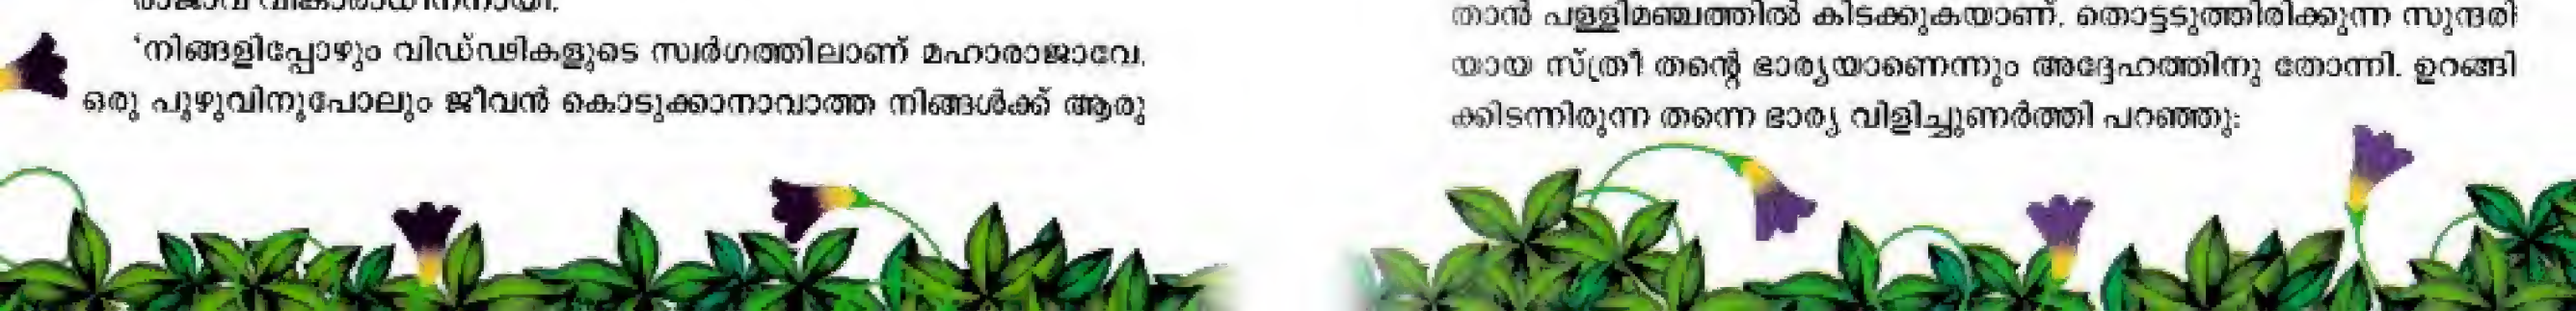 രാജാവ് വികാരാധീനനായി.
‘നിങ്ങളിപ്പോഴും വിഡ്ഢികളുടെ സ്വർഗത്തിലാണ് മഹാരാജാവേ,
ഒരു പുഴുവിനുപോലും ജീവൻ കൊടുക്കാനാവാത്ത നിങ്ങൾക്ക് ആരു
താൻ പള്ളിമഞ്ചത്തിൽ കിടക്കുകയാണ്. തൊട്ടടുത്തിരിക്കുന്ന സുന്ദരി
യായ സ്ത്രീ തന്റെ ഭാര്യയാണെന്നും അദ്ദേഹത്തിനു തോന്നി. ഉറങ്ങി
ക്കിടന്നിരുന്ന തന്നെ ഭാര്യ വിളിച്ചുണർത്തി പറഞ്ഞു: